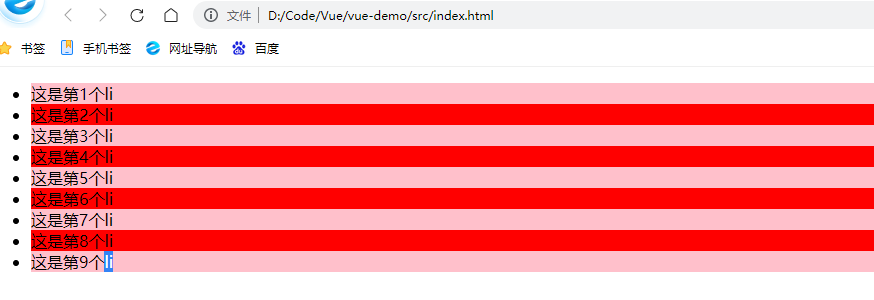 文件 D:/Code/Vue/vue-demo/src/index.html
书签 手机书签 网址导航 百度
这是第1个li
这是第2个li
这是第3个li
这是第4个li
这是第5个li
这是第6个li
这是第7个li
这是第8个li
这是第9个li